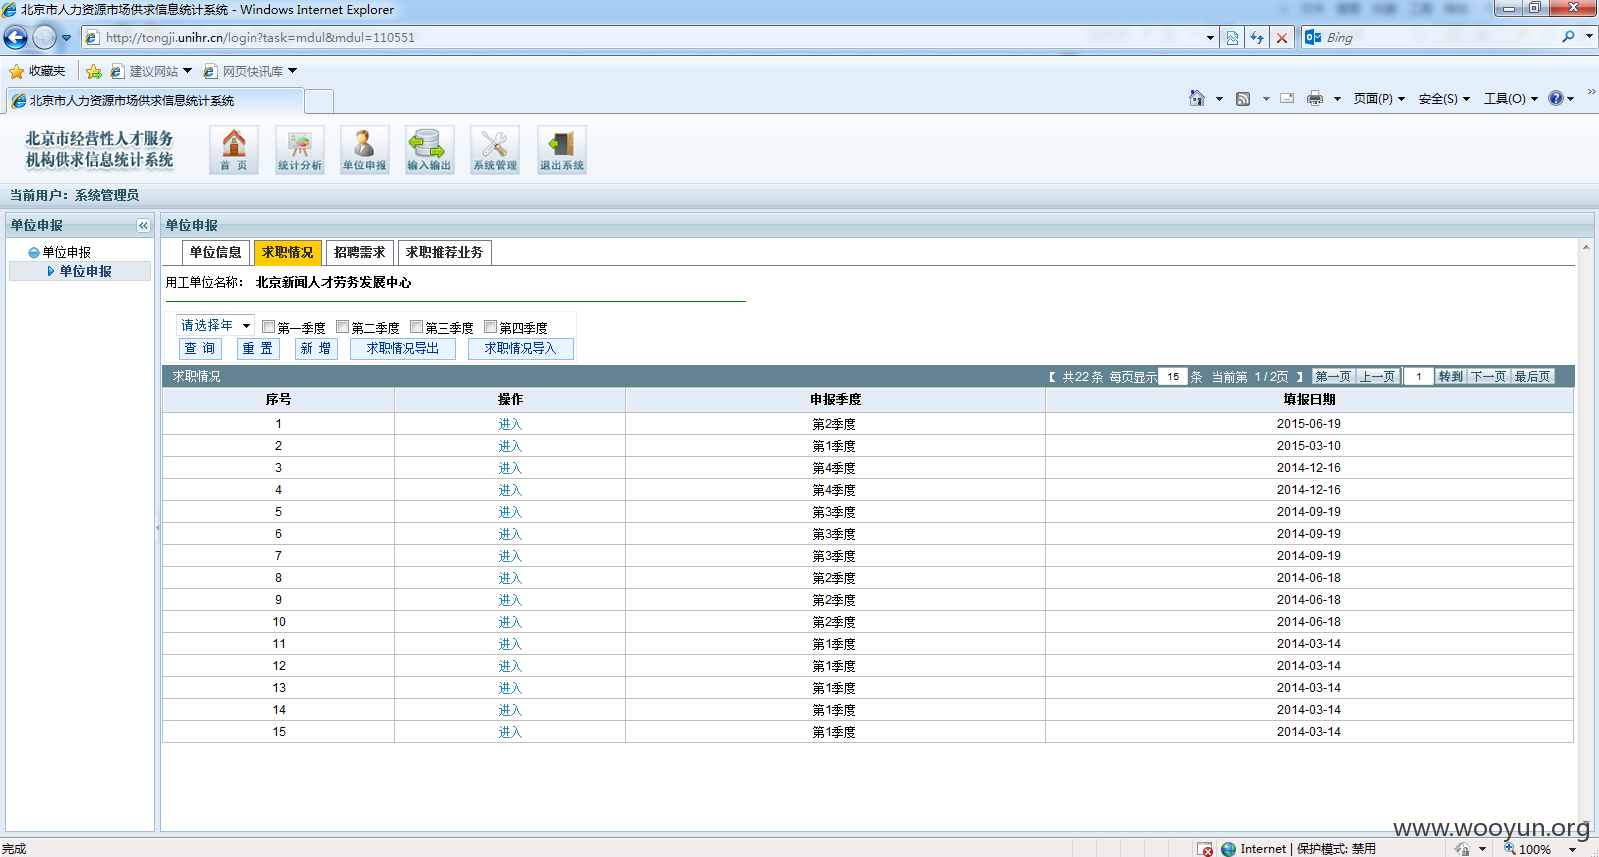 北京市人力资源市场供求信息统计系统 - Windows Internet Explorer
http://tongji.unihr.cn/login?task=mdul&mdul=110551
Bing
收藏夹 建议网站 网页快讯库
北京市人力资源市场供求信息统计系统
页面(P) 安全(S) 工具(O)
北京市经营性人才服务
机构供求信息统计系统
首 页 统计分析 单位申报 输入输出 系统管理 退出系统
当前用户：系统管理员
单位申报
单位申报
单位申报
单位申报
单位信息 求职情况 招聘需求 求职推荐业务
用工单位名称： 北京新闻人才劳务发展中心
请选择年 第一季度 第二季度 第三季度 第四季度
查 询 重 置 新 增 求职情况导出 求职情况导入
求职情况 【 共22 条 每页显示 15 条 当前第 1 / 2页 】 第一页 上一页 1 转到 下一页 最后页
序号 操作 申报季度 填报日期
1 进入 第2季度 2015-06-19
2 进入 第1季度 2015-03-10
3 进入 第4季度 2014-12-16
4 进入 第4季度 2014-12-16
5 进入 第3季度 2014-09-19
6 进入 第3季度 2014-09-19
7 进入 第3季度 2014-09-19
8 进入 第2季度 2014-06-18
9 进入 第2季度 2014-06-18
10 进入 第2季度 2014-06-18
11 进入 第1季度 2014-03-14
12 进入 第1季度 2014-03-14
13 进入 第1季度 2014-03-14
14 进入 第1季度 2014-03-14
15 进入 第1季度 2014-03-14
www.wooyun.org
完成 Internet | 保护模式: 禁用 100%